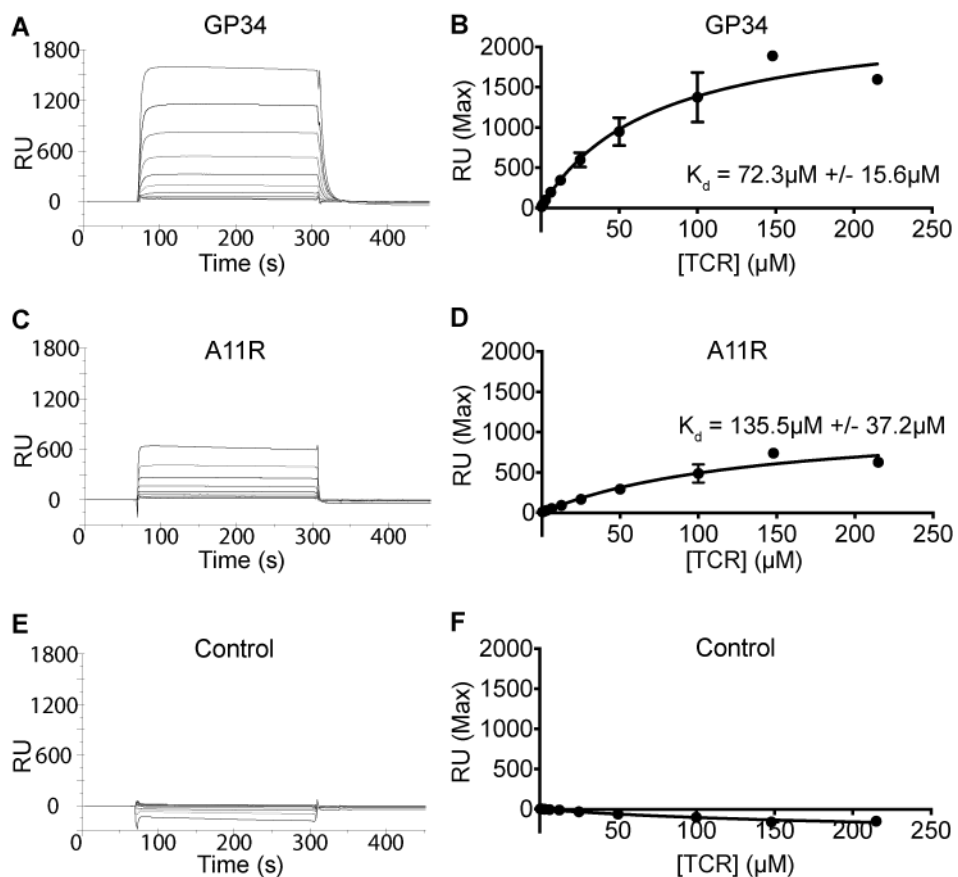 A
GP34
1800
1200
600
0
RU
0 100 200 300 400
Time (s)
B
GP34
2000
1500
1000
500
0
RU (Max)
K_d = 72.3µM +/- 15.6µM
50 100 150 200 250
[TCR] (µM)
C
A11R
1800
1200
600
0
RU
0 100 200 300 400
Time (s)
D
A11R
2000
1500
1000
500
0
RU (Max)
K_d = 135.5µM +/- 37.2µM
50 100 150 200 250
[TCR] (µM)
E
Control
1800
1200
600
0
RU
0 100 200 300 400
Time (s)
F
Control
2000
1500
1000
500
0
RU (Max)
50 100 150 200 250
[TCR] (µM)